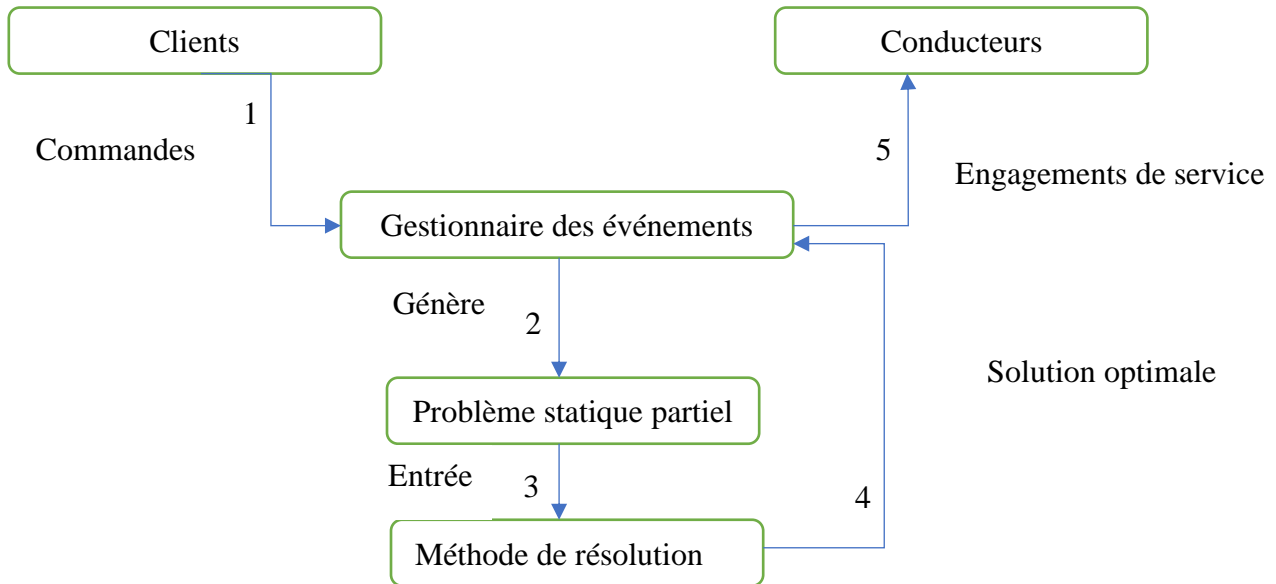 Clients
Conducteurs
1
Commandes
5
Engagements de service
Gestionnaire des événements
Génère
2
Solution optimale
Problème statique partiel
Entrée
3
4
Méthode de résolution